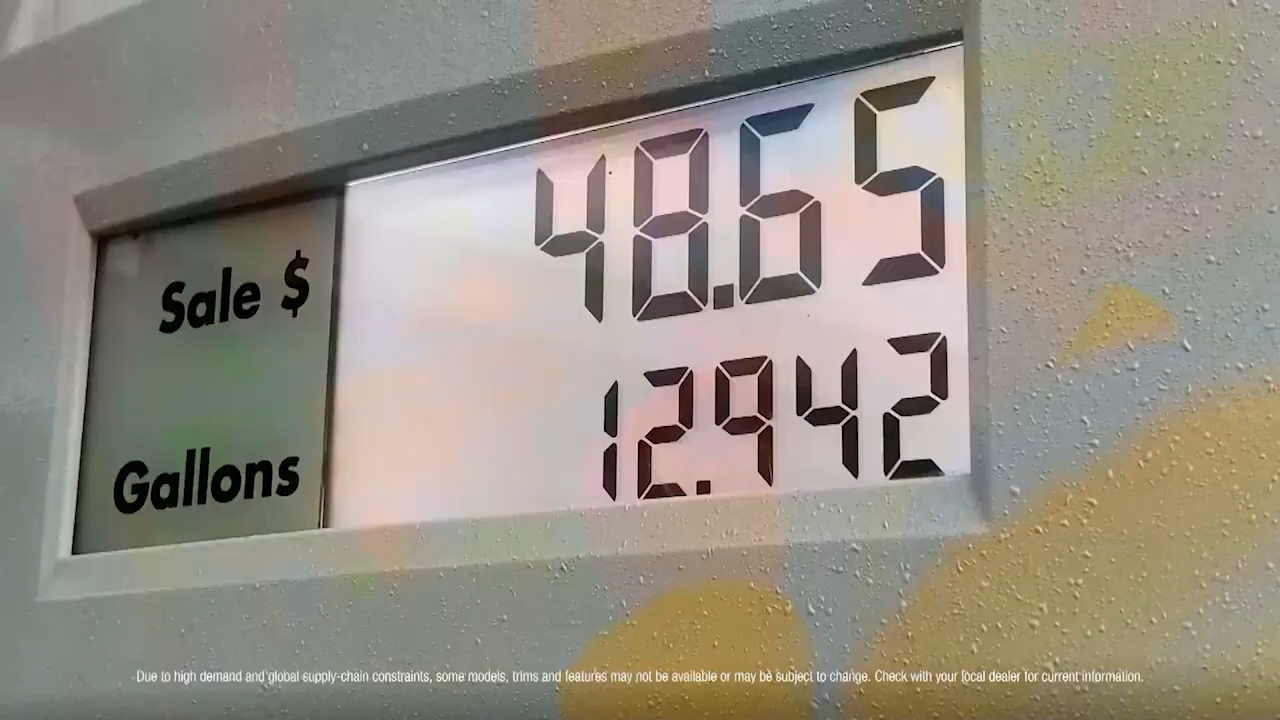 Sale $ 48.65
Gallons 12.942
Due to high demand and global supply-chain constraints, some models, trims and features may not be available or may be subject to change. Check with your local dealer for current information.